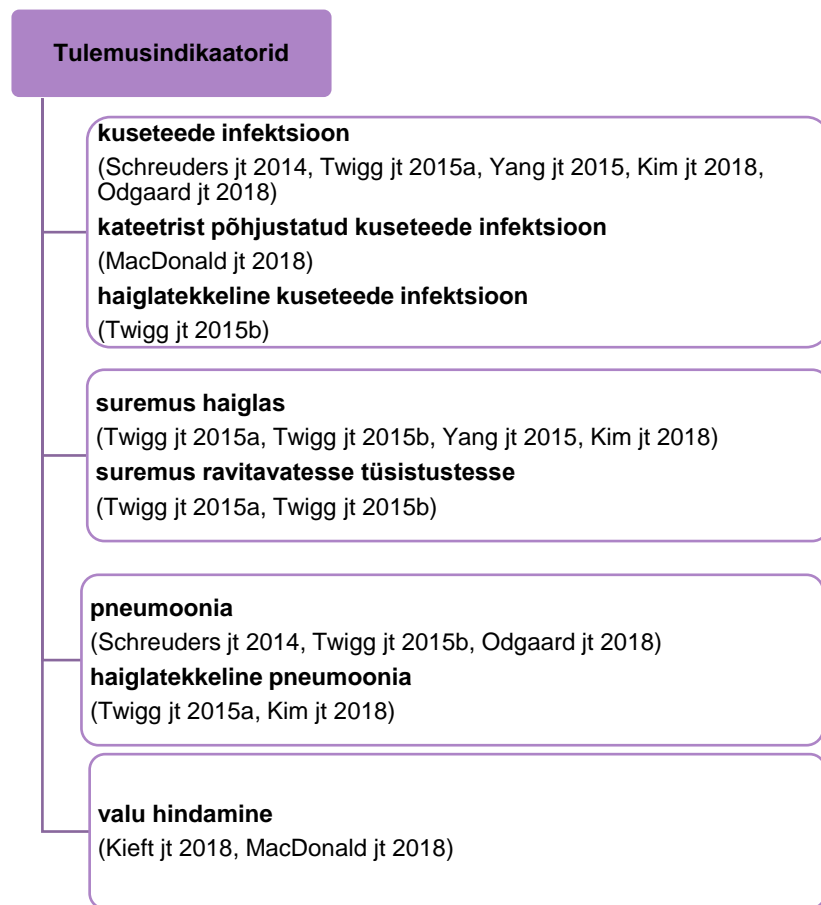 Tulemusindikaatorid
kuseteede infektsioon
(Schreuders jt 2014, Twigg jt 2015a, Yang jt 2015, Kim jt 2018,
Odgaard jt 2018)
kateetrist põhjustatud kuseteede infektsioon
(MacDonald jt 2018)
haiglatekkeline kuseteede infektsioon
(Twigg jt 2015b)
suremus haiglas
(Twigg jt 2015a, Twigg jt 2015b, Yang jt 2015, Kim jt 2018)
suremus ravitavatesse tüsistustesse
(Twigg jt 2015a, Twigg jt 2015b)
pneumoonia
(Schreuders jt 2014, Twigg jt 2015b, Odgaard jt 2018)
haiglatekkeline pneumoonia
(Twigg jt 2015a, Kim jt 2018)
valu hindamine
(Kieft jt 2018, MacDonald jt 2018)